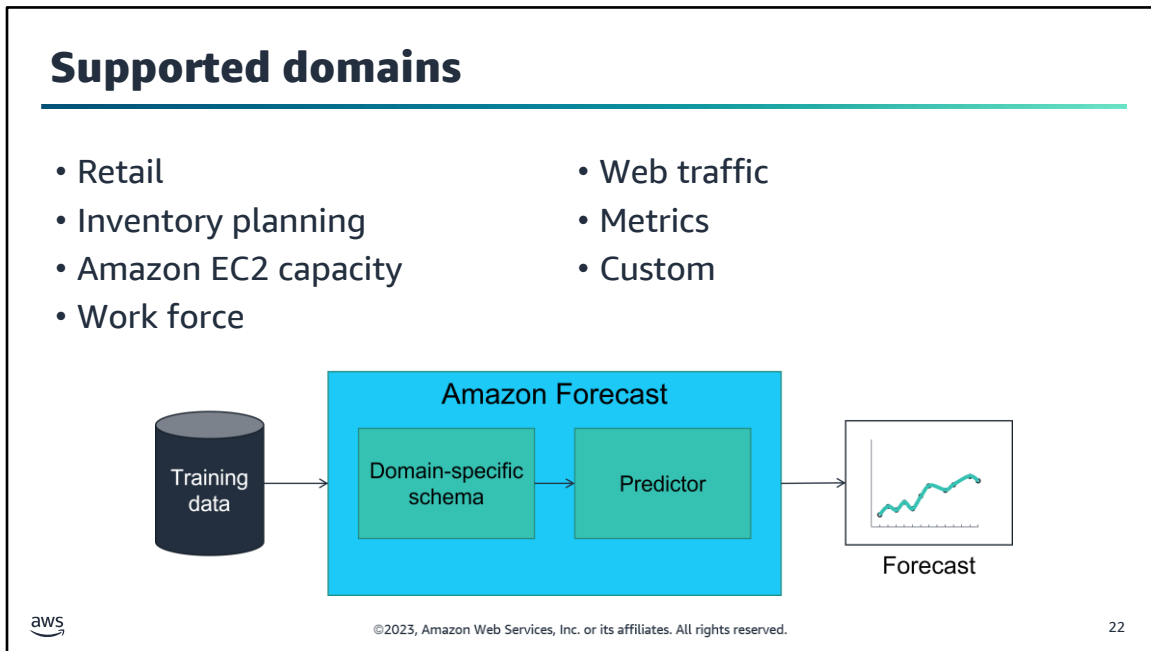 Supported domains
• Retail
• Inventory planning
• Amazon EC2 capacity
• Work force
• Web traffic
• Metrics
• Custom
Amazon Forecast
Training
data
Domain-specific
schema
Predictor
Forecast
aws
©2023, Amazon Web Services, Inc. or its affiliates. All rights reserved.
22